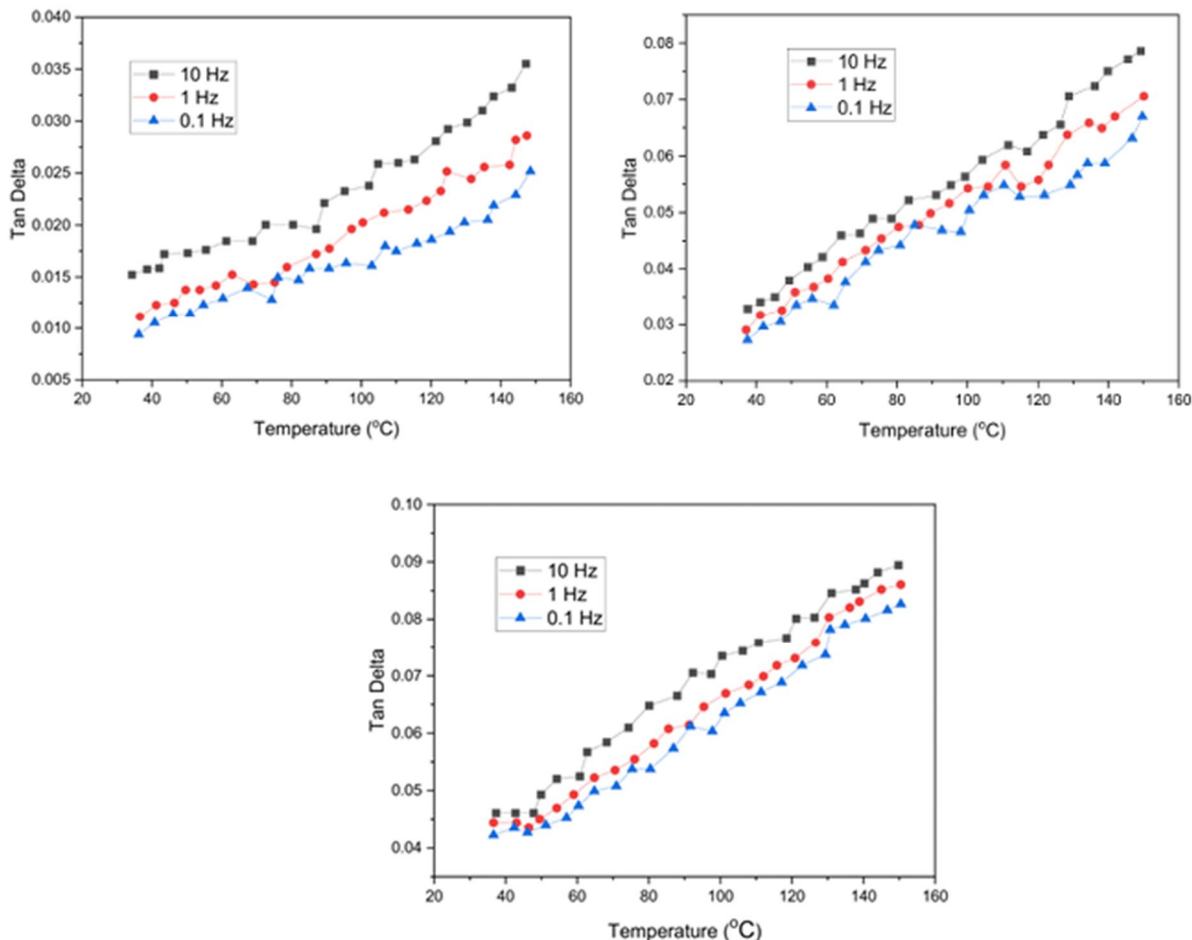 0.040
0.035
0.030
0.025
0.020
0.015
0.010
0.005
Tan Delta
10 Hz
1 Hz
0.1 Hz
20 40 60 80 100 120 140 160
Temperature (°C)
0.08
0.07
0.06
0.05
0.04
0.03
0.02
Tan Delta
10 Hz
1 Hz
0.1 Hz
20 40 60 80 100 120 140 160
Temperature (°C)
0.10
0.09
0.08
0.07
0.06
0.05
0.04
Tan Delta
10 Hz
1 Hz
0.1 Hz
20 40 60 80 100 120 140 160
Temperature (°C)